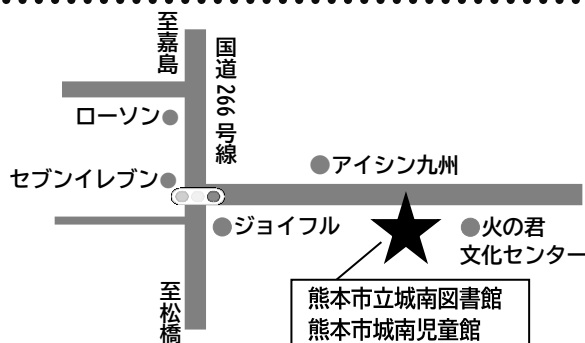 至嘉島
国道266号線
ローソン
セブンイレブン
アイシン九州
ジョイフル
火の君
文化センター
至松橋
熊本市立城南図書館
熊本市城南児童館